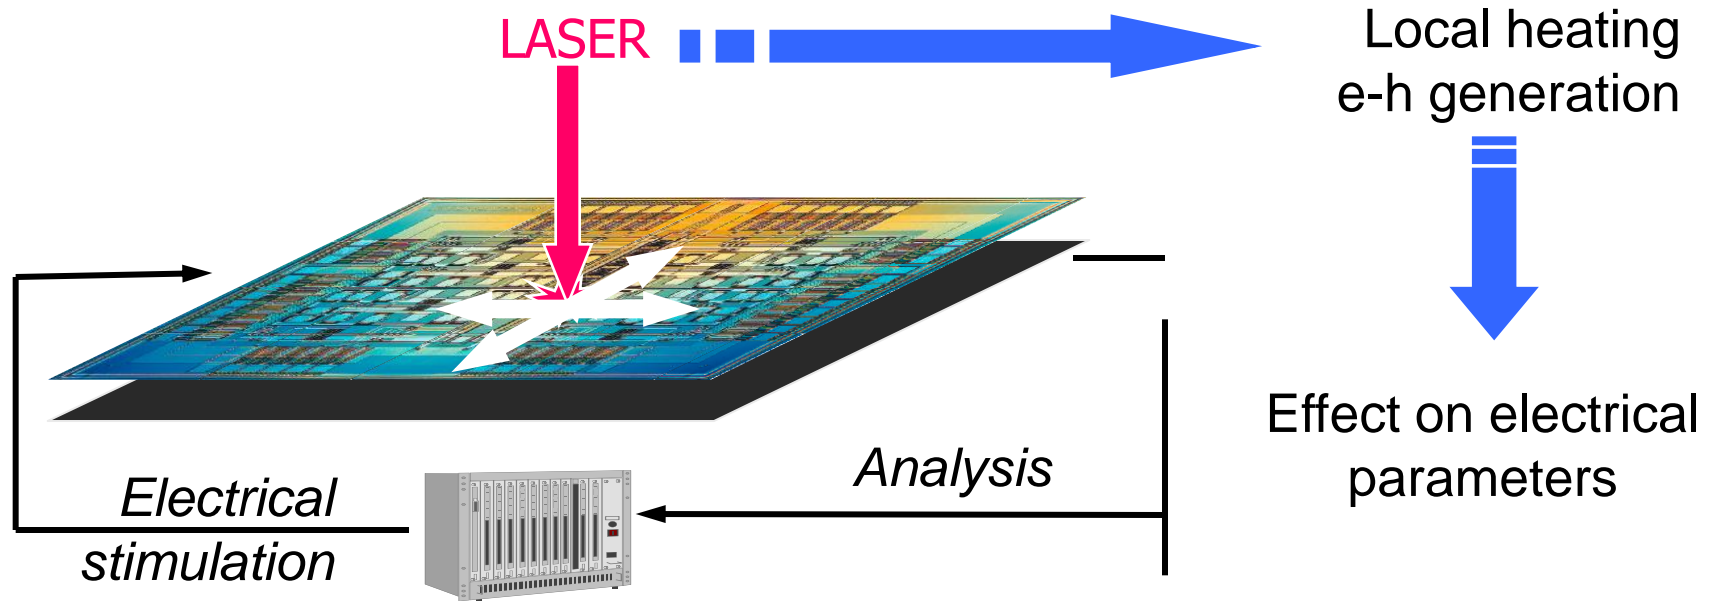 LASER
Local heating
e-h generation
Effect on electrical
parameters
Analysis
Electrical
stimulation